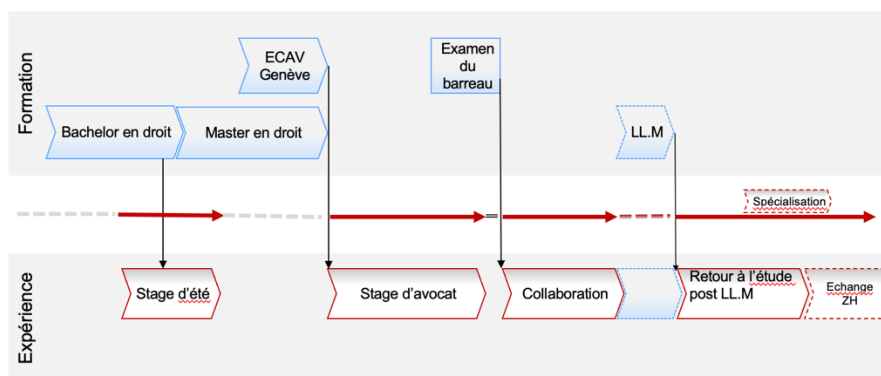 Formation
ECAV
Genève
Examen
du
barreau
Bachelor en droit
Master en droit
LL.M
Spécialisation
Expérience
Stage d'été
Stage d'avocat
Collaboration
Retour à l'étude
post LL.M
Echange
ZH